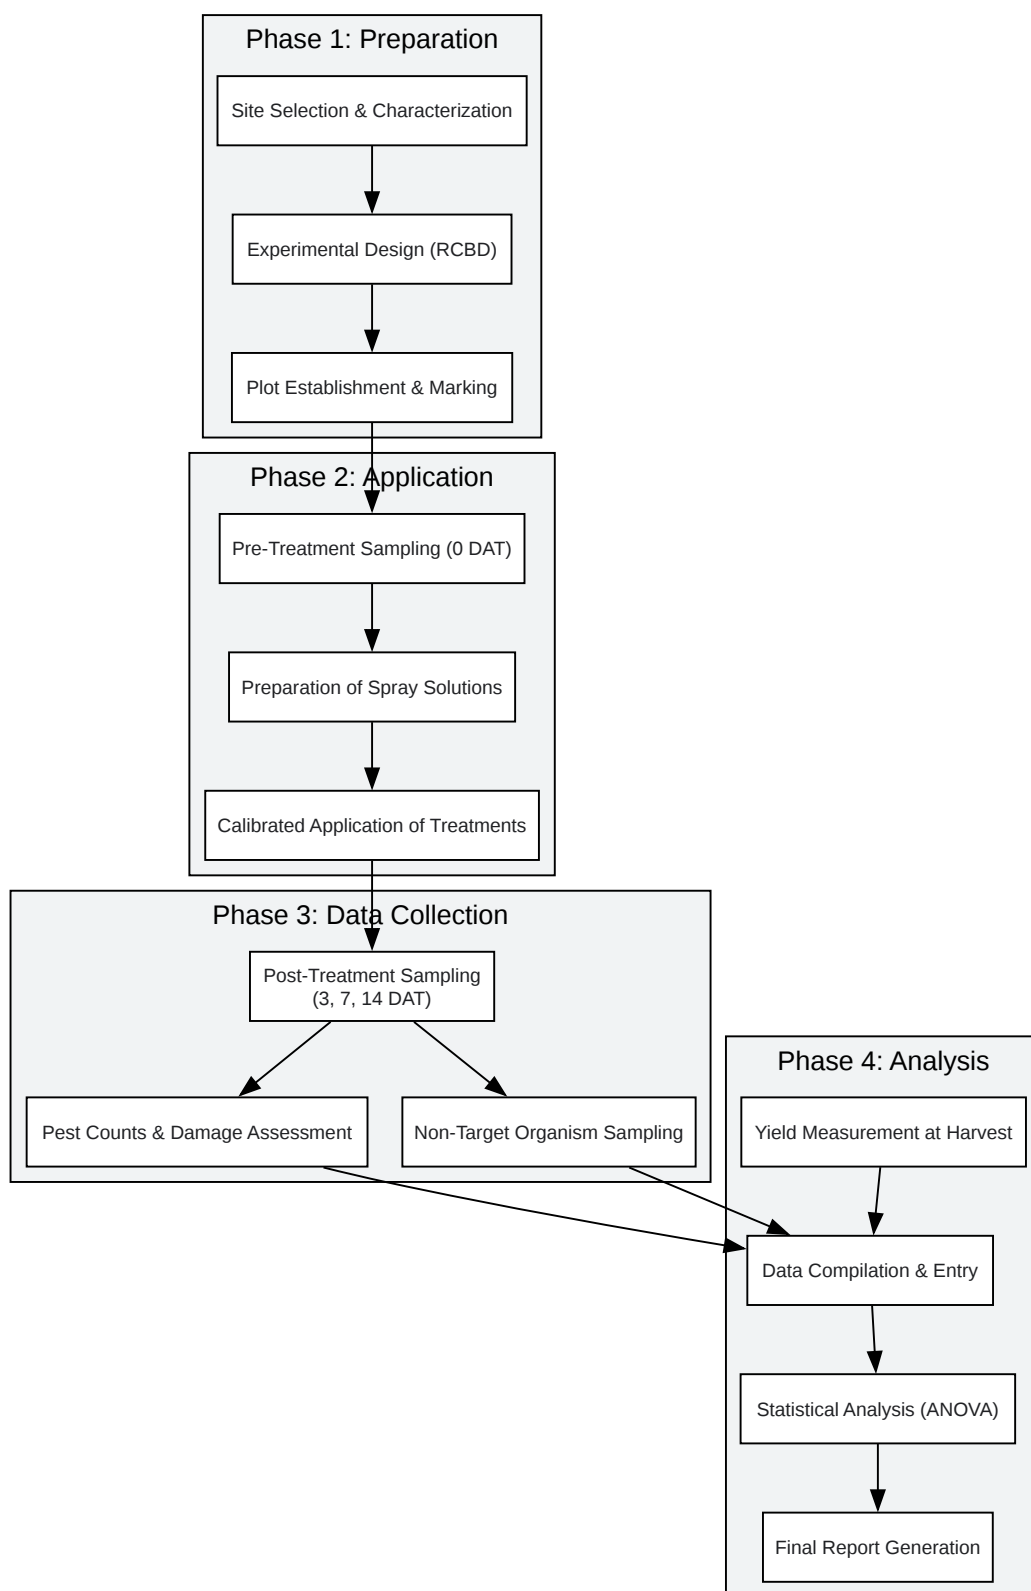 Phase 1: Preparation
Site Selection & Characterization
Experimental Design (RCBD)
Plot Establishment & Marking
Phase 2: Application
Pre-Treatment Sampling (0 DAT)
Preparation of Spray Solutions
Calibrated Application of Treatments
Phase 3: Data Collection
Post-Treatment Sampling
(3, 7, 14 DAT)
Pest Counts & Damage Assessment
Non-Target Organism Sampling
Phase 4: Analysis
Yield Measurement at Harvest
Data Compilation & Entry
Statistical Analysis (ANOVA)
Final Report Generation